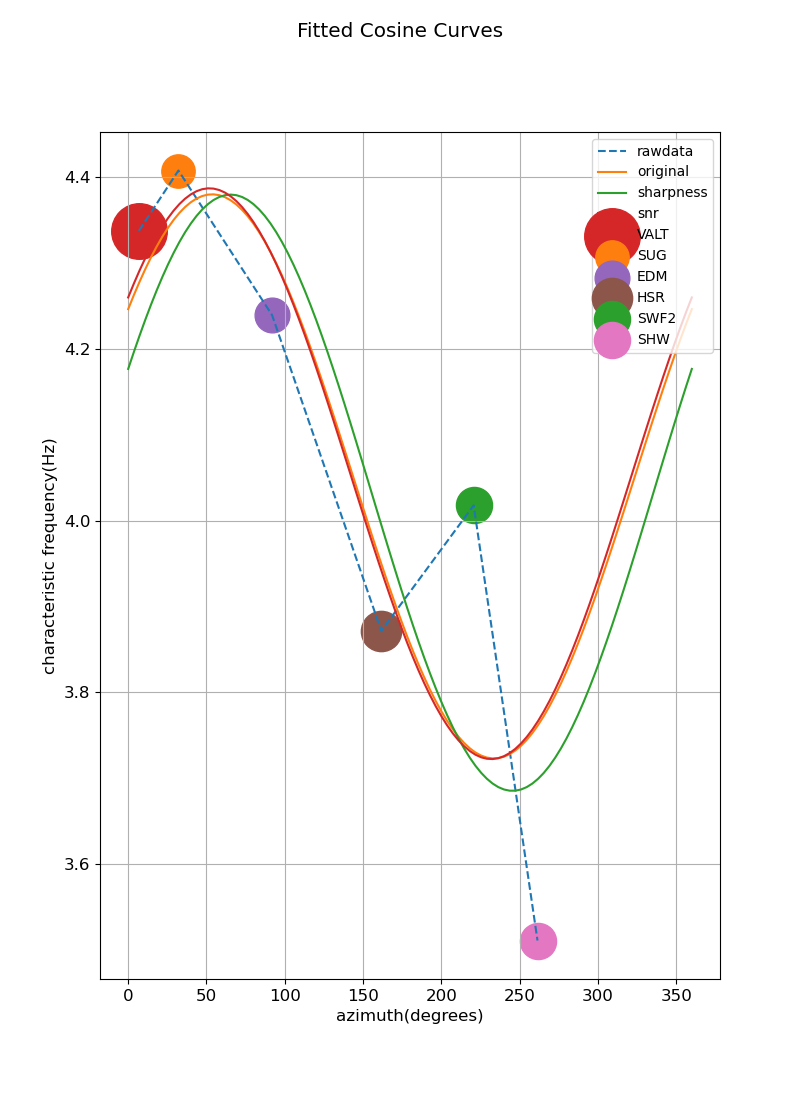 Fitted Cosine Curves
rawdata
original
sharpness
snr
VALT
SUG
EDM
HSR
SWF2
SHW
4.4
4.2
4.0
3.8
3.6
characteristic frequency(Hz)
0 50 100 150 200 250 300 350
azimuth(degrees)